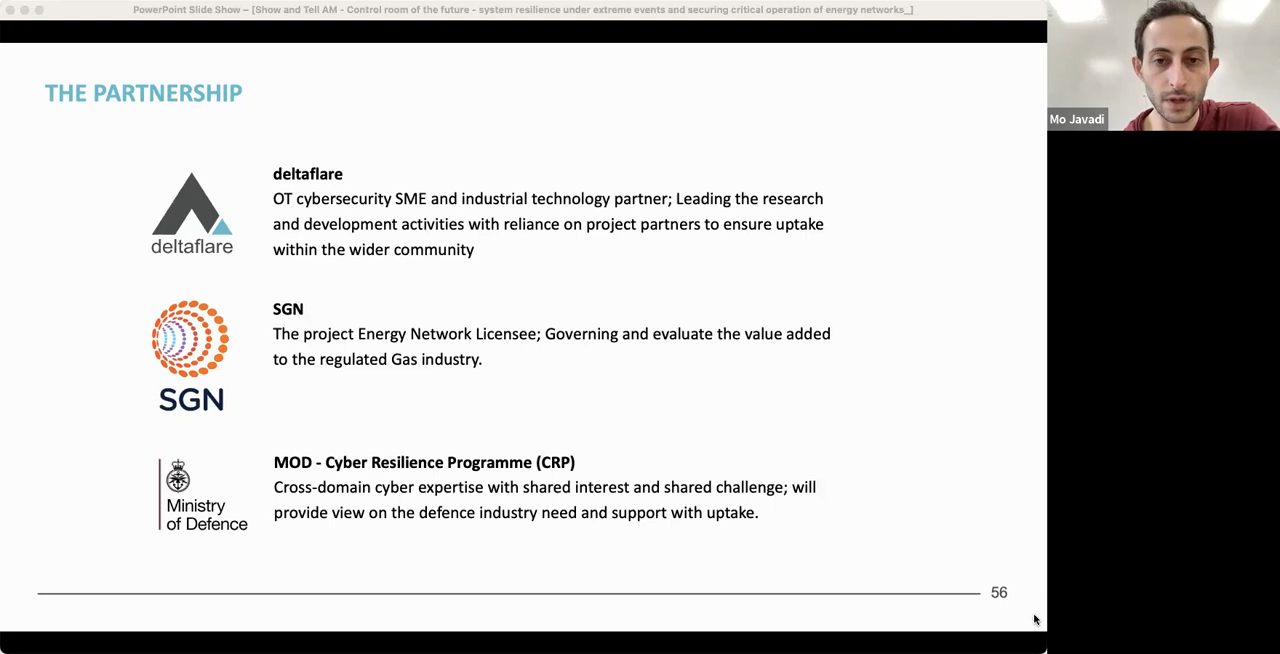 PowerPoint Slide Show – [Show and Tell AM - Control room of the future - system resilience under extreme events and securing critical operation of energy networks_]
Mo Javadi
THE PARTNERSHIP
deltaflare
deltaflare
OT cybersecurity SME and industrial technology partner; Leading the research
and development activities with reliance on project partners to ensure uptake
within the wider community
SGN
SGN
The project Energy Network Licensee; Governing and evaluate the value added
to the regulated Gas industry.
Ministry
of Defence
MOD - Cyber Resilience Programme (CRP)
Cross-domain cyber expertise with shared interest and shared challenge; will
provide view on the defence industry need and support with uptake.
56